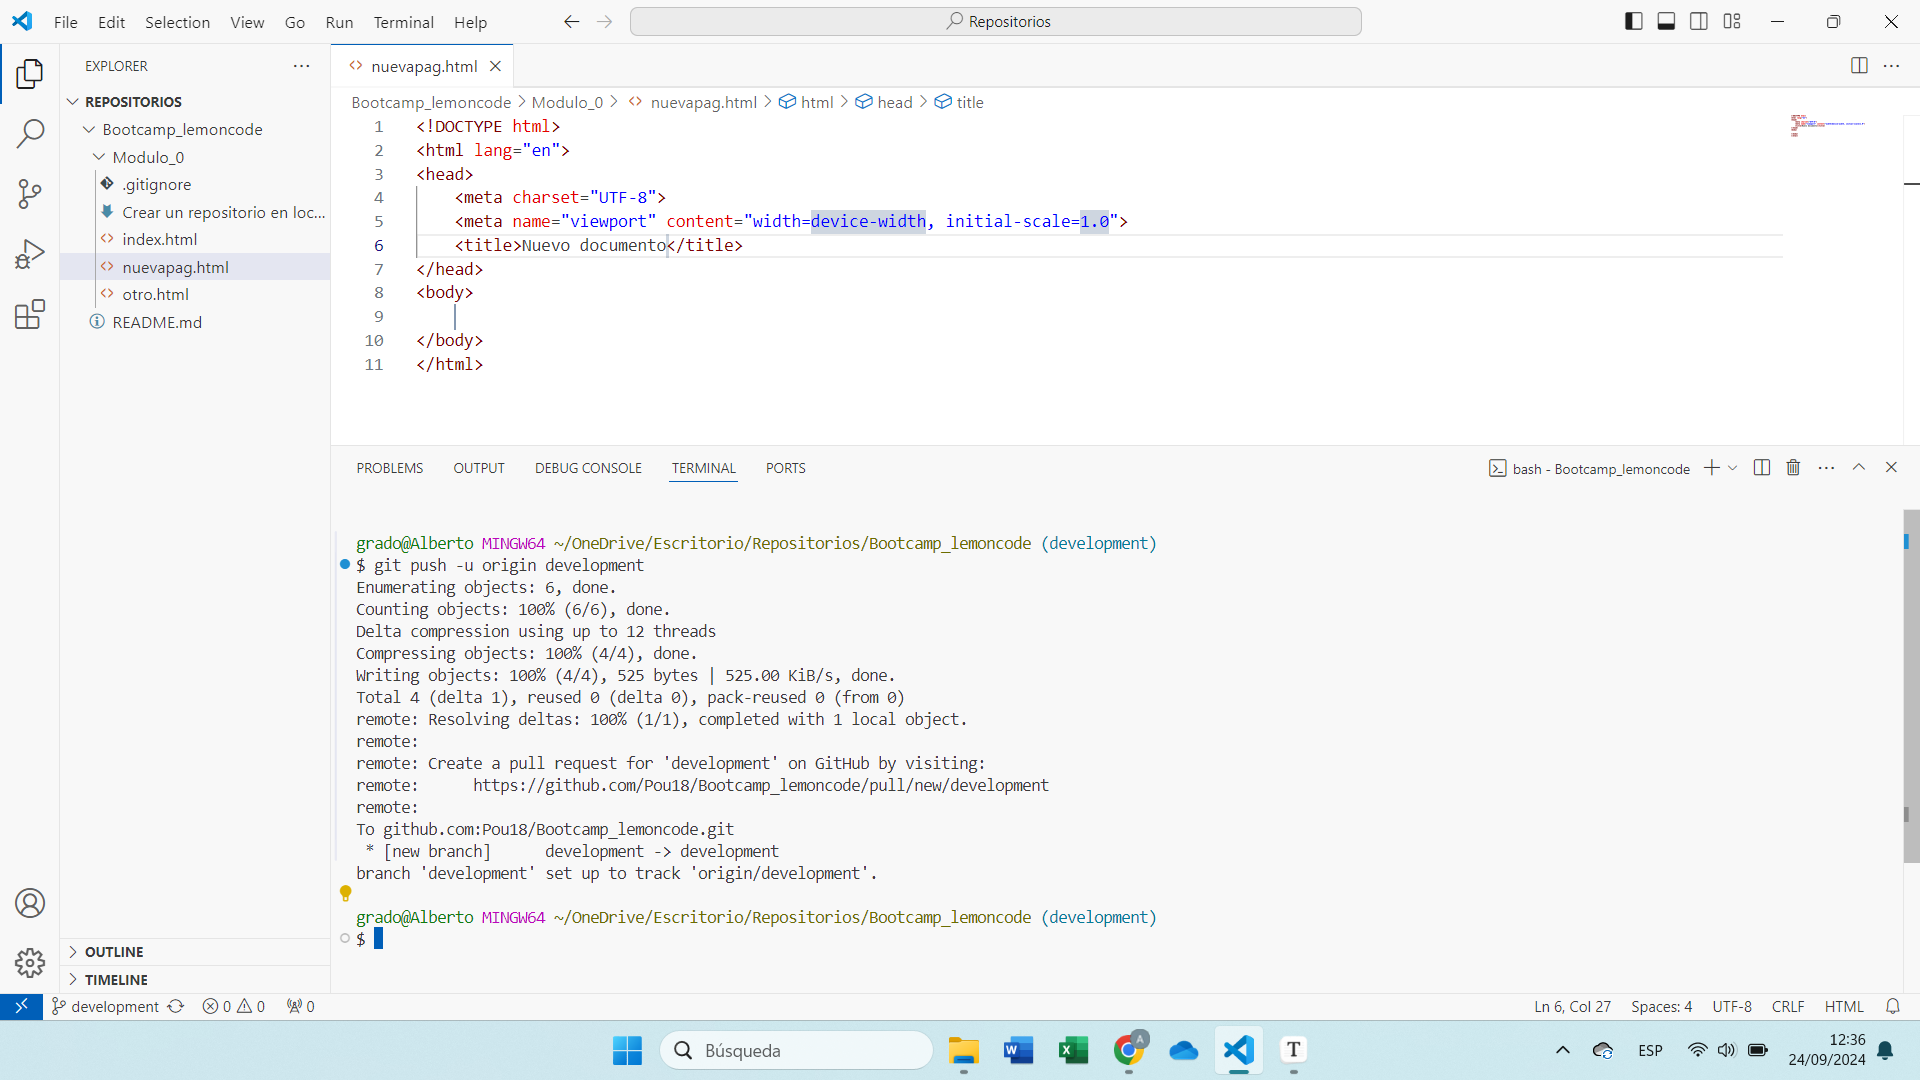 File Edit Selection View Go Run Terminal Help
Repositorios
EXPLORER
REPOSITORIOS
Bootcamp_lemoncode
Modulo_0
.gitignore
Crear un repositorio en loc...
index.html
nuevapag.html
otro.html
README.md
OUTLINE
TIMELINE
nuevapag.html
Bootcamp_lemoncode > Modulo_0 > nuevapag.html > html > head > title
1 <!DOCTYPE html>
2 <html lang="en">
3 <head>
4 <meta charset="UTF-8">
5 <meta name="viewport" content="width=device-width, initial-scale=1.0">
6 <title>Nuevo documento</title>
7 </head>
8 <body>
9
10 </body>
11 </html>
PROBLEMS OUTPUT DEBUG CONSOLE TERMINAL PORTS
bash - Bootcamp_lemoncode
grado@Alberto MINGW64 ~/OneDrive/Escritorio/Repositorios/Bootcamp_lemoncode (development)
$ git push -u origin development
Enumerating objects: 6, done.
Counting objects: 100% (6/6), done.
Delta compression using up to 12 threads
Compressing objects: 100% (4/4), done.
Writing objects: 100% (4/4), 525 bytes | 525.00 KiB/s, done.
Total 4 (delta 1), reused 0 (delta 0), pack-reused 0 (from 0)
remote: Resolving deltas: 100% (1/1), completed with 1 local object.
remote:
remote: Create a pull request for 'development' on GitHub by visiting:
remote:      https://github.com/Pou18/Bootcamp_lemoncode/pull/new/development
remote:
To github.com:Pou18/Bootcamp_lemoncode.git
 * [new branch]      development -> development
branch 'development' set up to track 'origin/development'.
grado@Alberto MINGW64 ~/OneDrive/Escritorio/Repositorios/Bootcamp_lemoncode (development)
$
development 0 0 0
Ln 6, Col 27 Spaces: 4 UTF-8 CRLF HTML
Búsqueda
A
T
ESP
12:36
24/09/2024